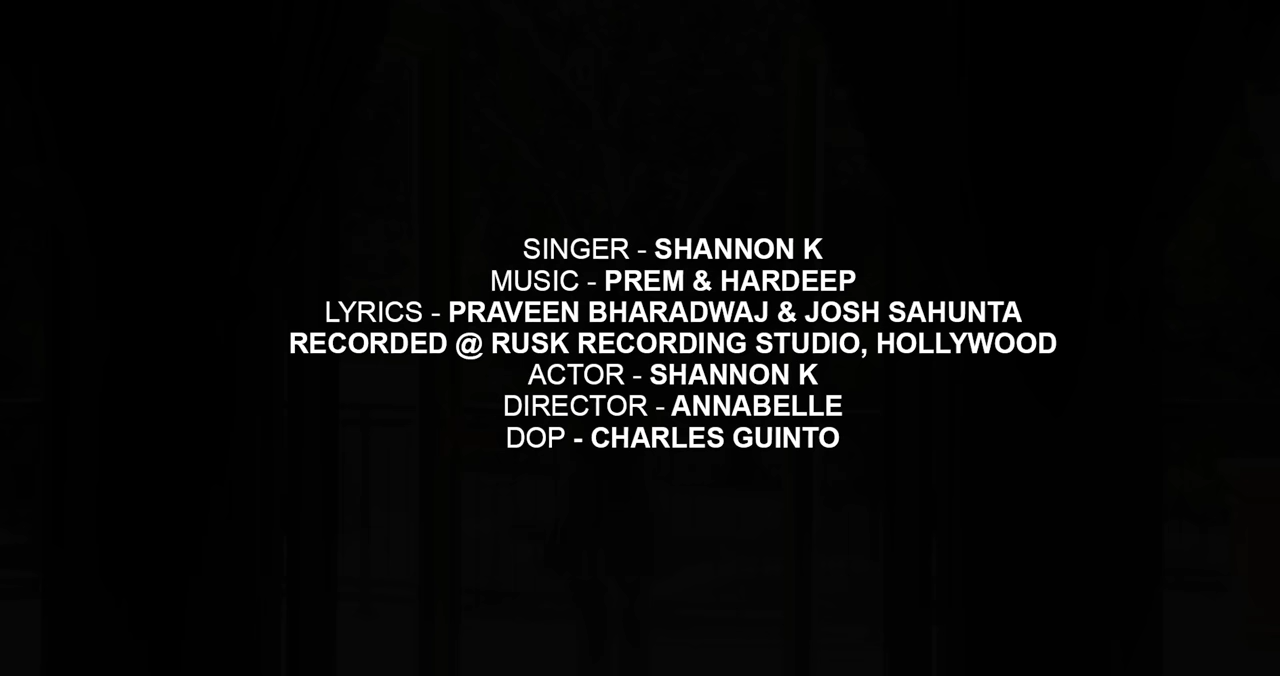 SINGER - SHANNON K
MUSIC - PREM & HARDEEP
LYRICS - PRAVEEN BHARADWAJ & JOSH SAHUNTA
RECORDED @ RUSK RECORDING STUDIO, HOLLYWOOD
ACTOR - SHANNON K
DIRECTOR - ANNABELLE
DOP - CHARLES GUINTO